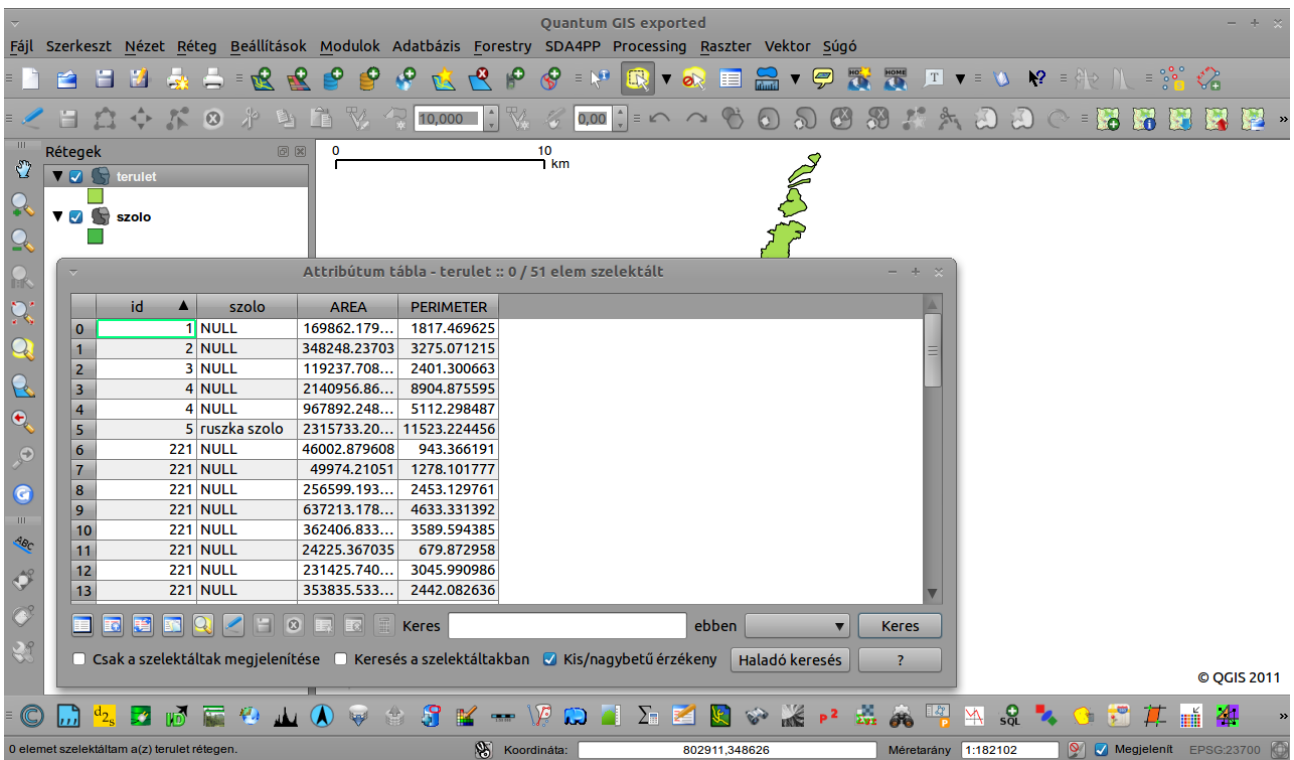 Quantum GIS exported
Fájl Szerkeszt Nézet Réteg Beállítások Modulok Adatbázis Forestry SDA4PP Processing Raszter Vektor Súgó
10,000 0,00
Rétegek
terulet
szolo
0 10
km
Attribútum tábla - terulet :: 0 / 51 elem szelektált
id szolo AREA PERIMETER
0 1 NULL 169862.179... 1817.469625
1 2 NULL 348248.23703 3275.071215
2 3 NULL 119237.708... 2401.300663
3 4 NULL 2140956.86... 8904.875595
4 4 NULL 967892.248... 5112.298487
5 5 ruszka szolo 2315733.20... 11523.224456
6 221 NULL 46002.879608 943.366191
7 221 NULL 49974.21051 1278.101777
8 221 NULL 256599.193... 2453.129761
9 221 NULL 637213.178... 4633.331392
10 221 NULL 362406.833... 3589.594385
11 221 NULL 24225.367035 679.872958
12 221 NULL 231425.740... 3045.990986
13 221 NULL 353835.533... 2442.082636
Keres ebben Keres
Csak a szelektáltak megjelenítése Keresés a szelektáltakban Kis/nagybetű érzékeny Haladó keresés ?
© QGIS 2011
0 elemet szelektáltam a(z) terulet rétegen. Koordináta: 802911,348626 Méretarány 1:182102 Megjelenít EPSG:23700